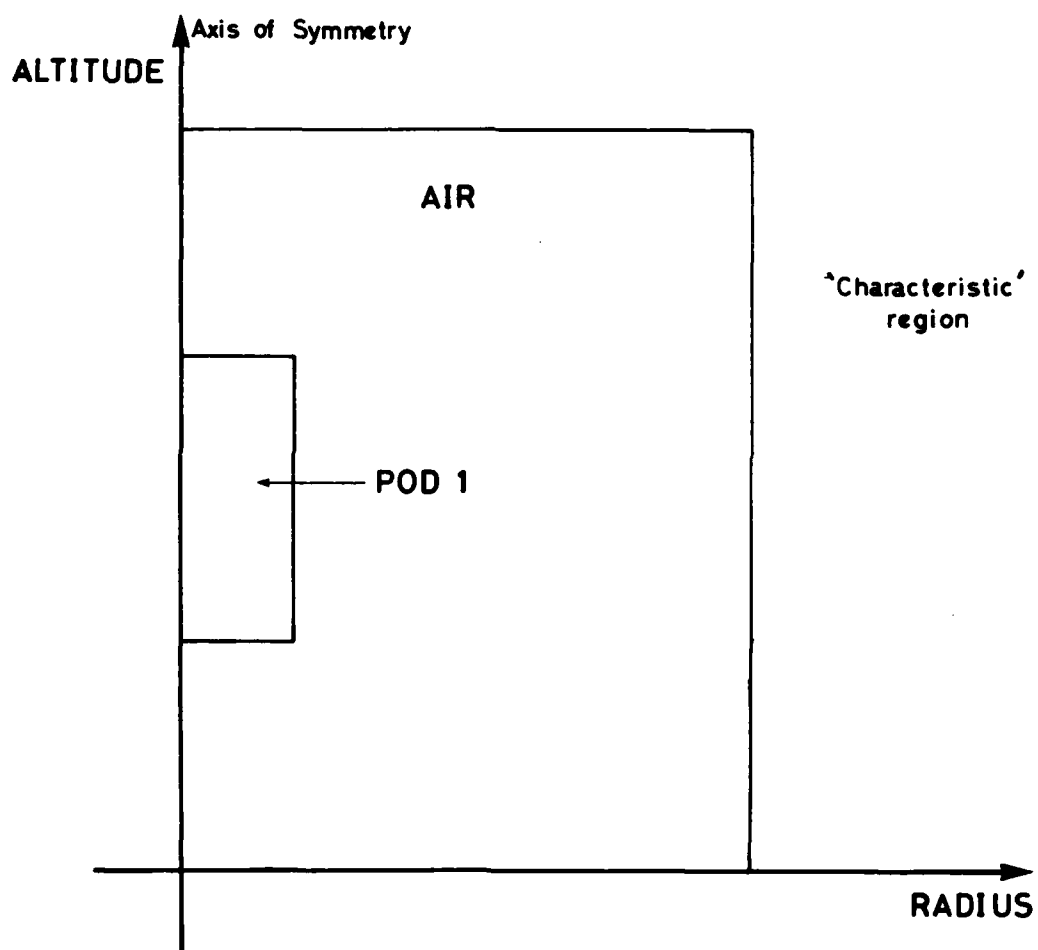 Axis of Symmetry
ALTITUDE
AIR
'Characteristic'
region
POD 1
RADIUS